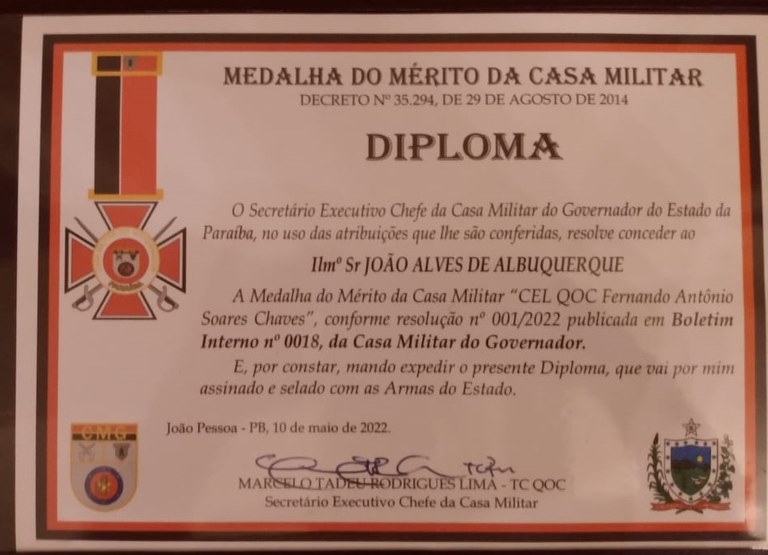 MEDALHA DO MÉRITO DA CASA MILITAR
DECRETO Nº 35.294, DE 29 DE AGOSTO DE 2014
DIPLOMA
O Secretário Executivo Chefe da Casa Militar do Governador do Estado da
Paraíba, no uso das atribuições que lhe são conferidas, resolve conceder ao
Ilmº Sr JOÃO ALVES DE ALBUQUERQUE
A Medalha do Mérito da Casa Militar “CEL QOC Fernando Antônio
Soares Chaves”, conforme resolução nº 001/2022 publicada em Boletim
Interno nº 0018, da Casa Militar do Governador.
E, por constar, mando expedir o presente Diploma, que vai por mim
assinado e selado com as Armas do Estado.
João Pessoa - PB, 10 de maio de 2022.
MARCELO TADEU RODRIGUES LIMA - TC QOC
Secretário Executivo Chefe da Casa Militar
CMG